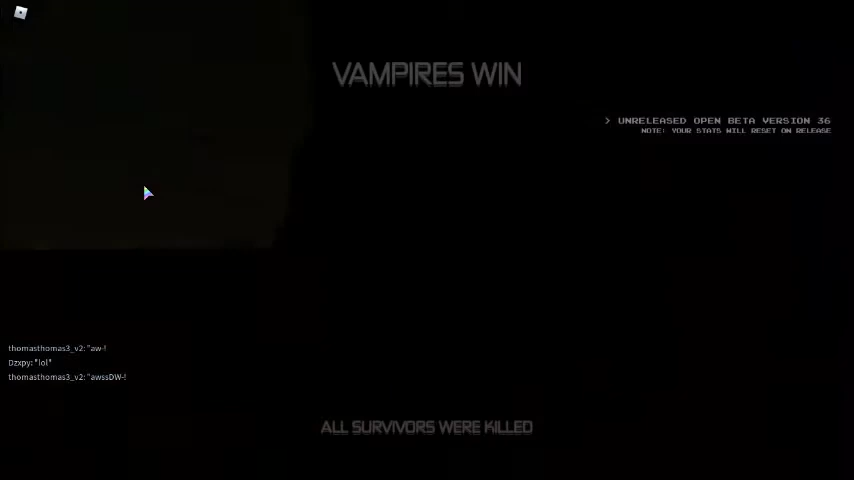 VAMPIRES WIN
> UNRELEASED OPEN BETA VERSION 36
NOTE: YOUR STATS WILL RESET ON RELEASE
thomasthomas3_v2: "aw-!
Dzxpy: "lol"
thomasthomas3_v2: "awssDW-!
ALL SURVIVORS WERE KILLED